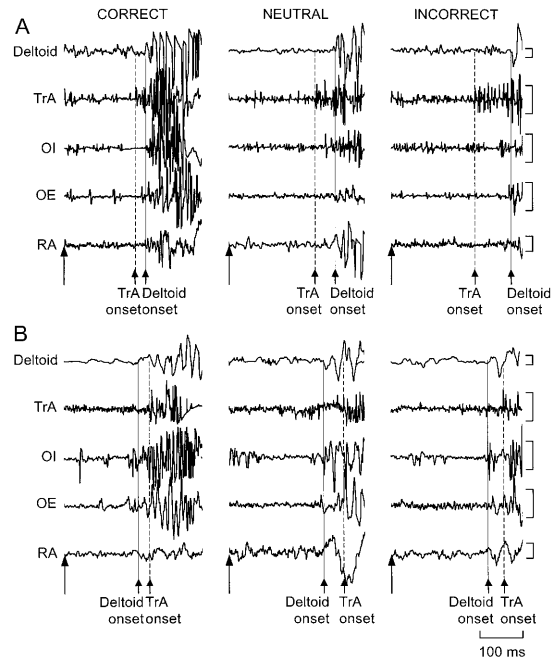 A
CORRECT NEUTRAL INCORRECT
Deltoid
TrA
OI
OE
RA
TrA Deltoid TrA Deltoid TrA Deltoid
onset onset onset onset onset onset
B
Deltoid
TrA
OI
OE
RA
Deltoid TrA Deltoid TrA Deltoid TrA
onset onset onset onset onset onset
100 ms